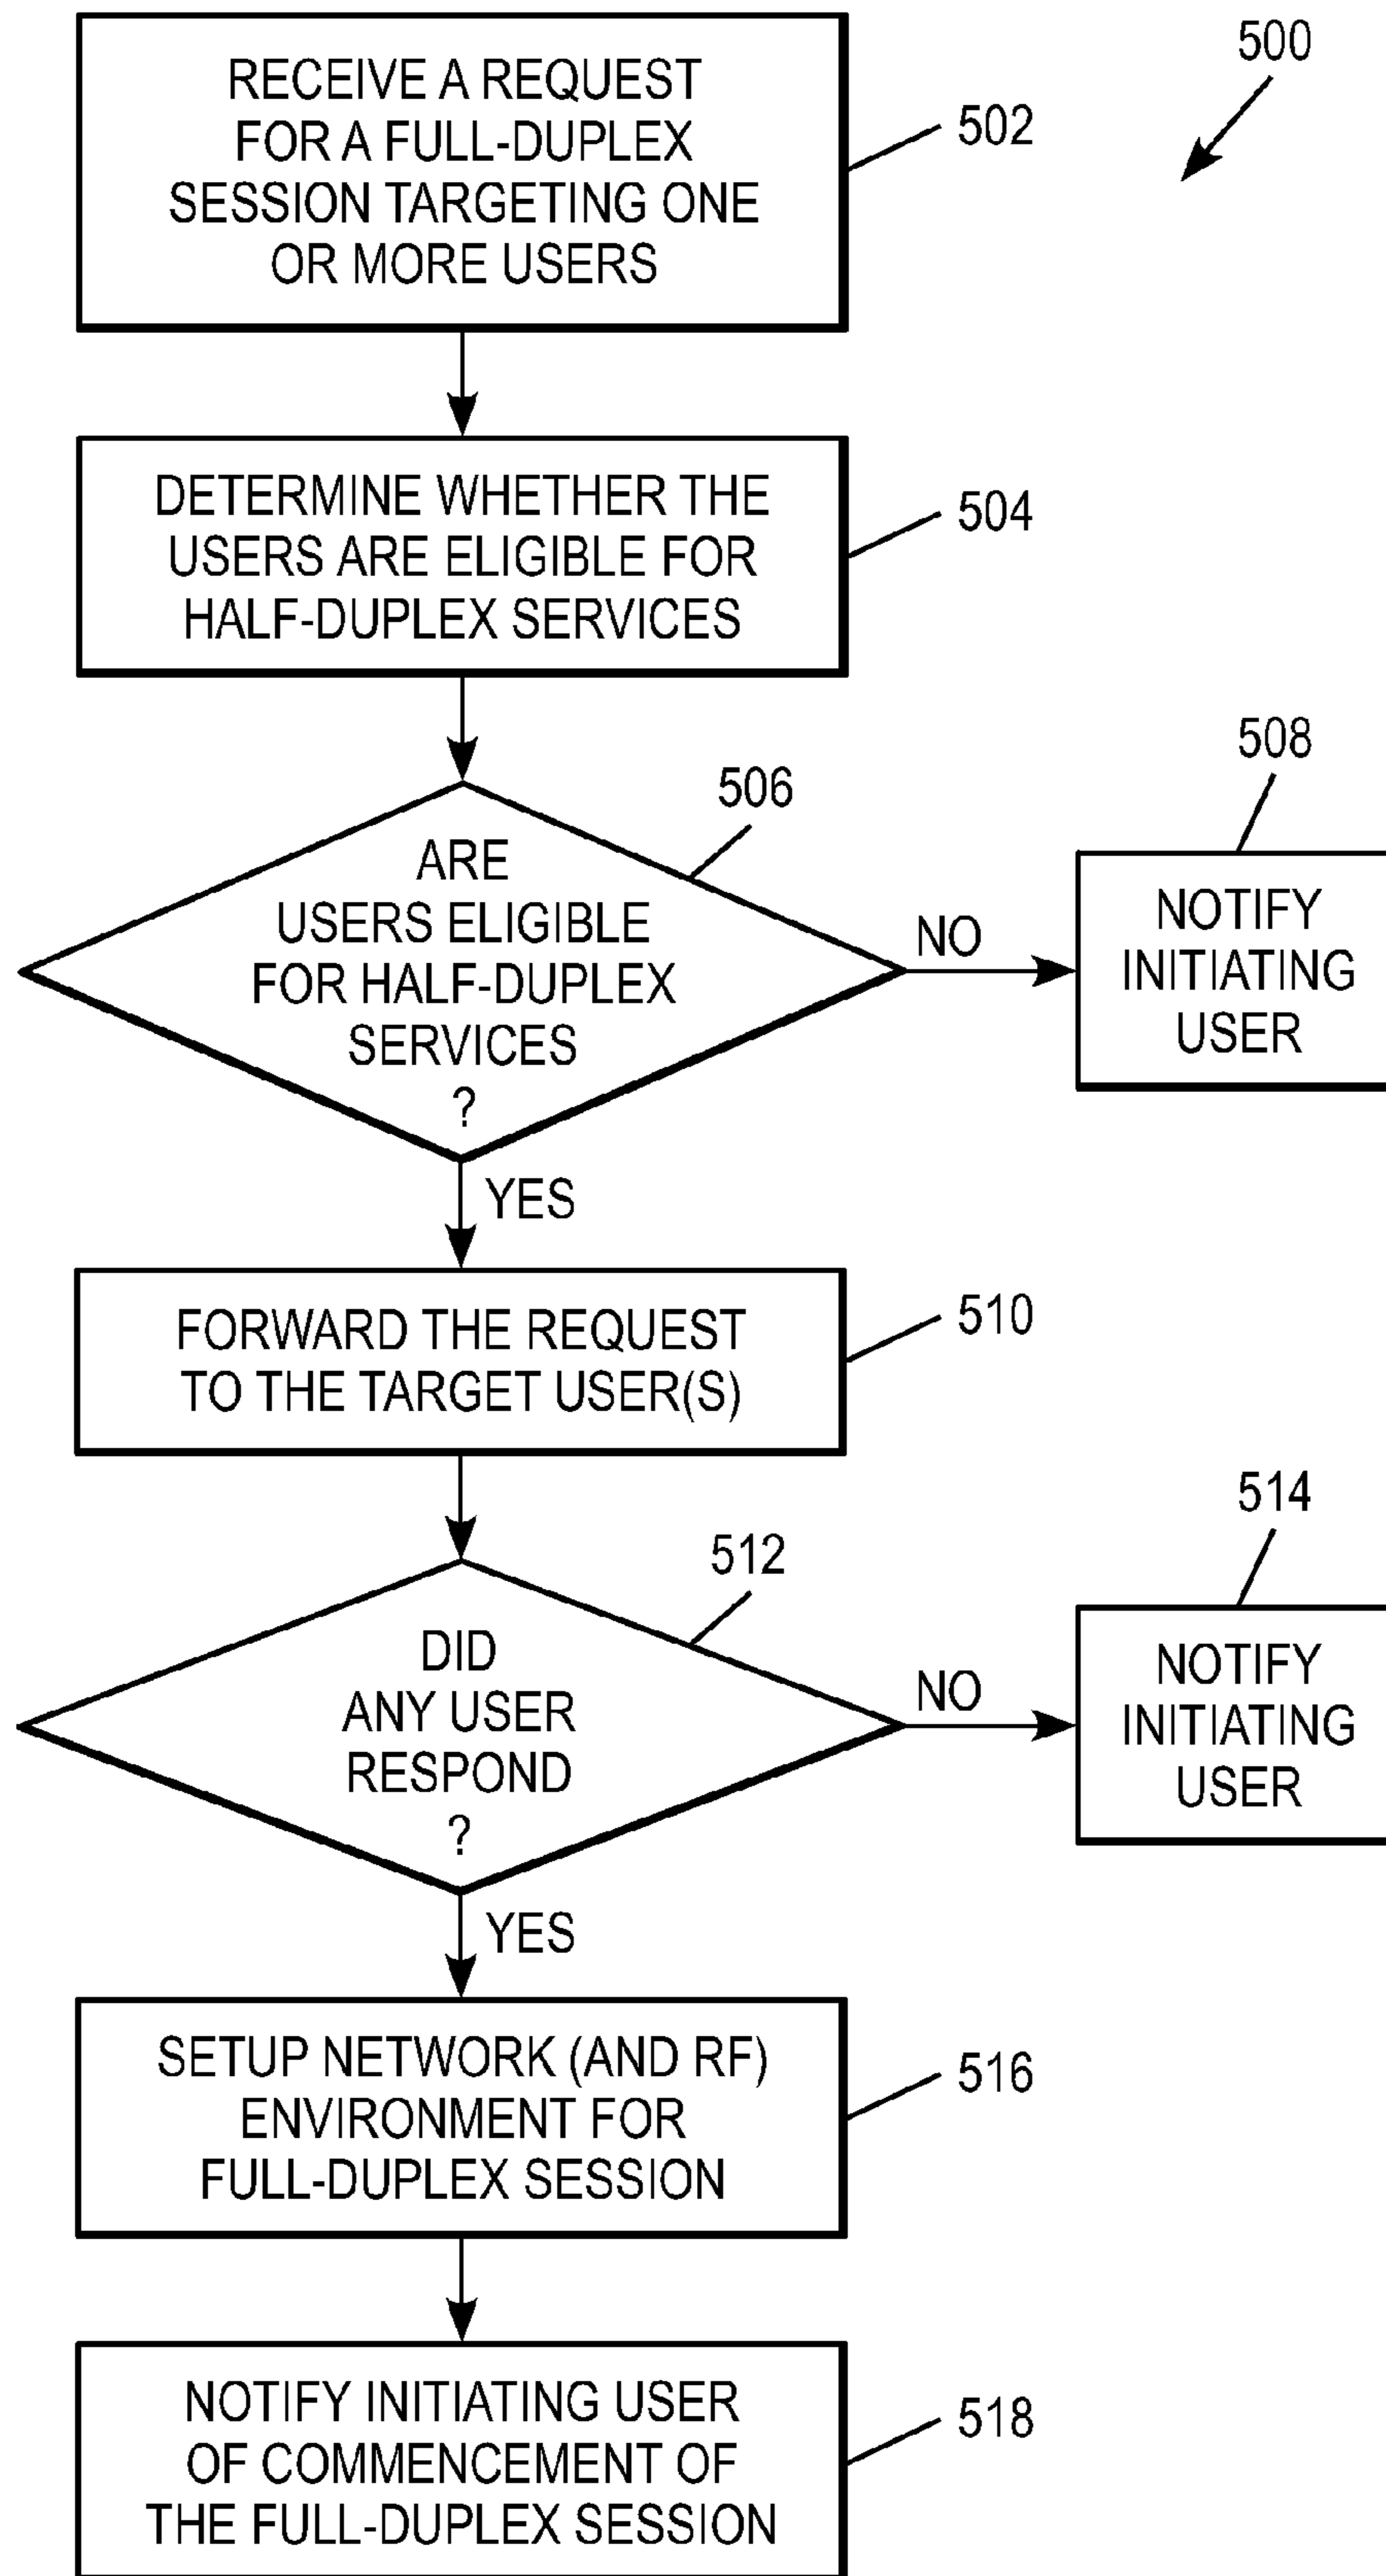 500
RECEIVE A REQUEST
FOR A FULL-DUPLEX
SESSION TARGETING ONE
OR MORE USERS
502
DETERMINE WHETHER THE
USERS ARE ELIGIBLE FOR
HALF-DUPLEX SERVICES
504
506
ARE
USERS ELIGIBLE
FOR HALF-DUPLEX
SERVICES
?
NO
508
NOTIFY
INITIATING
USER
YES
FORWARD THE REQUEST
TO THE TARGET USER(S)
510
512
DID
ANY USER
RESPOND
?
NO
514
NOTIFY
INITIATING
USER
YES
SETUP NETWORK (AND RF)
ENVIRONMENT FOR
FULL-DUPLEX SESSION
516
NOTIFY INITIATING USER
OF COMMENCEMENT OF
THE FULL-DUPLEX SESSION
518